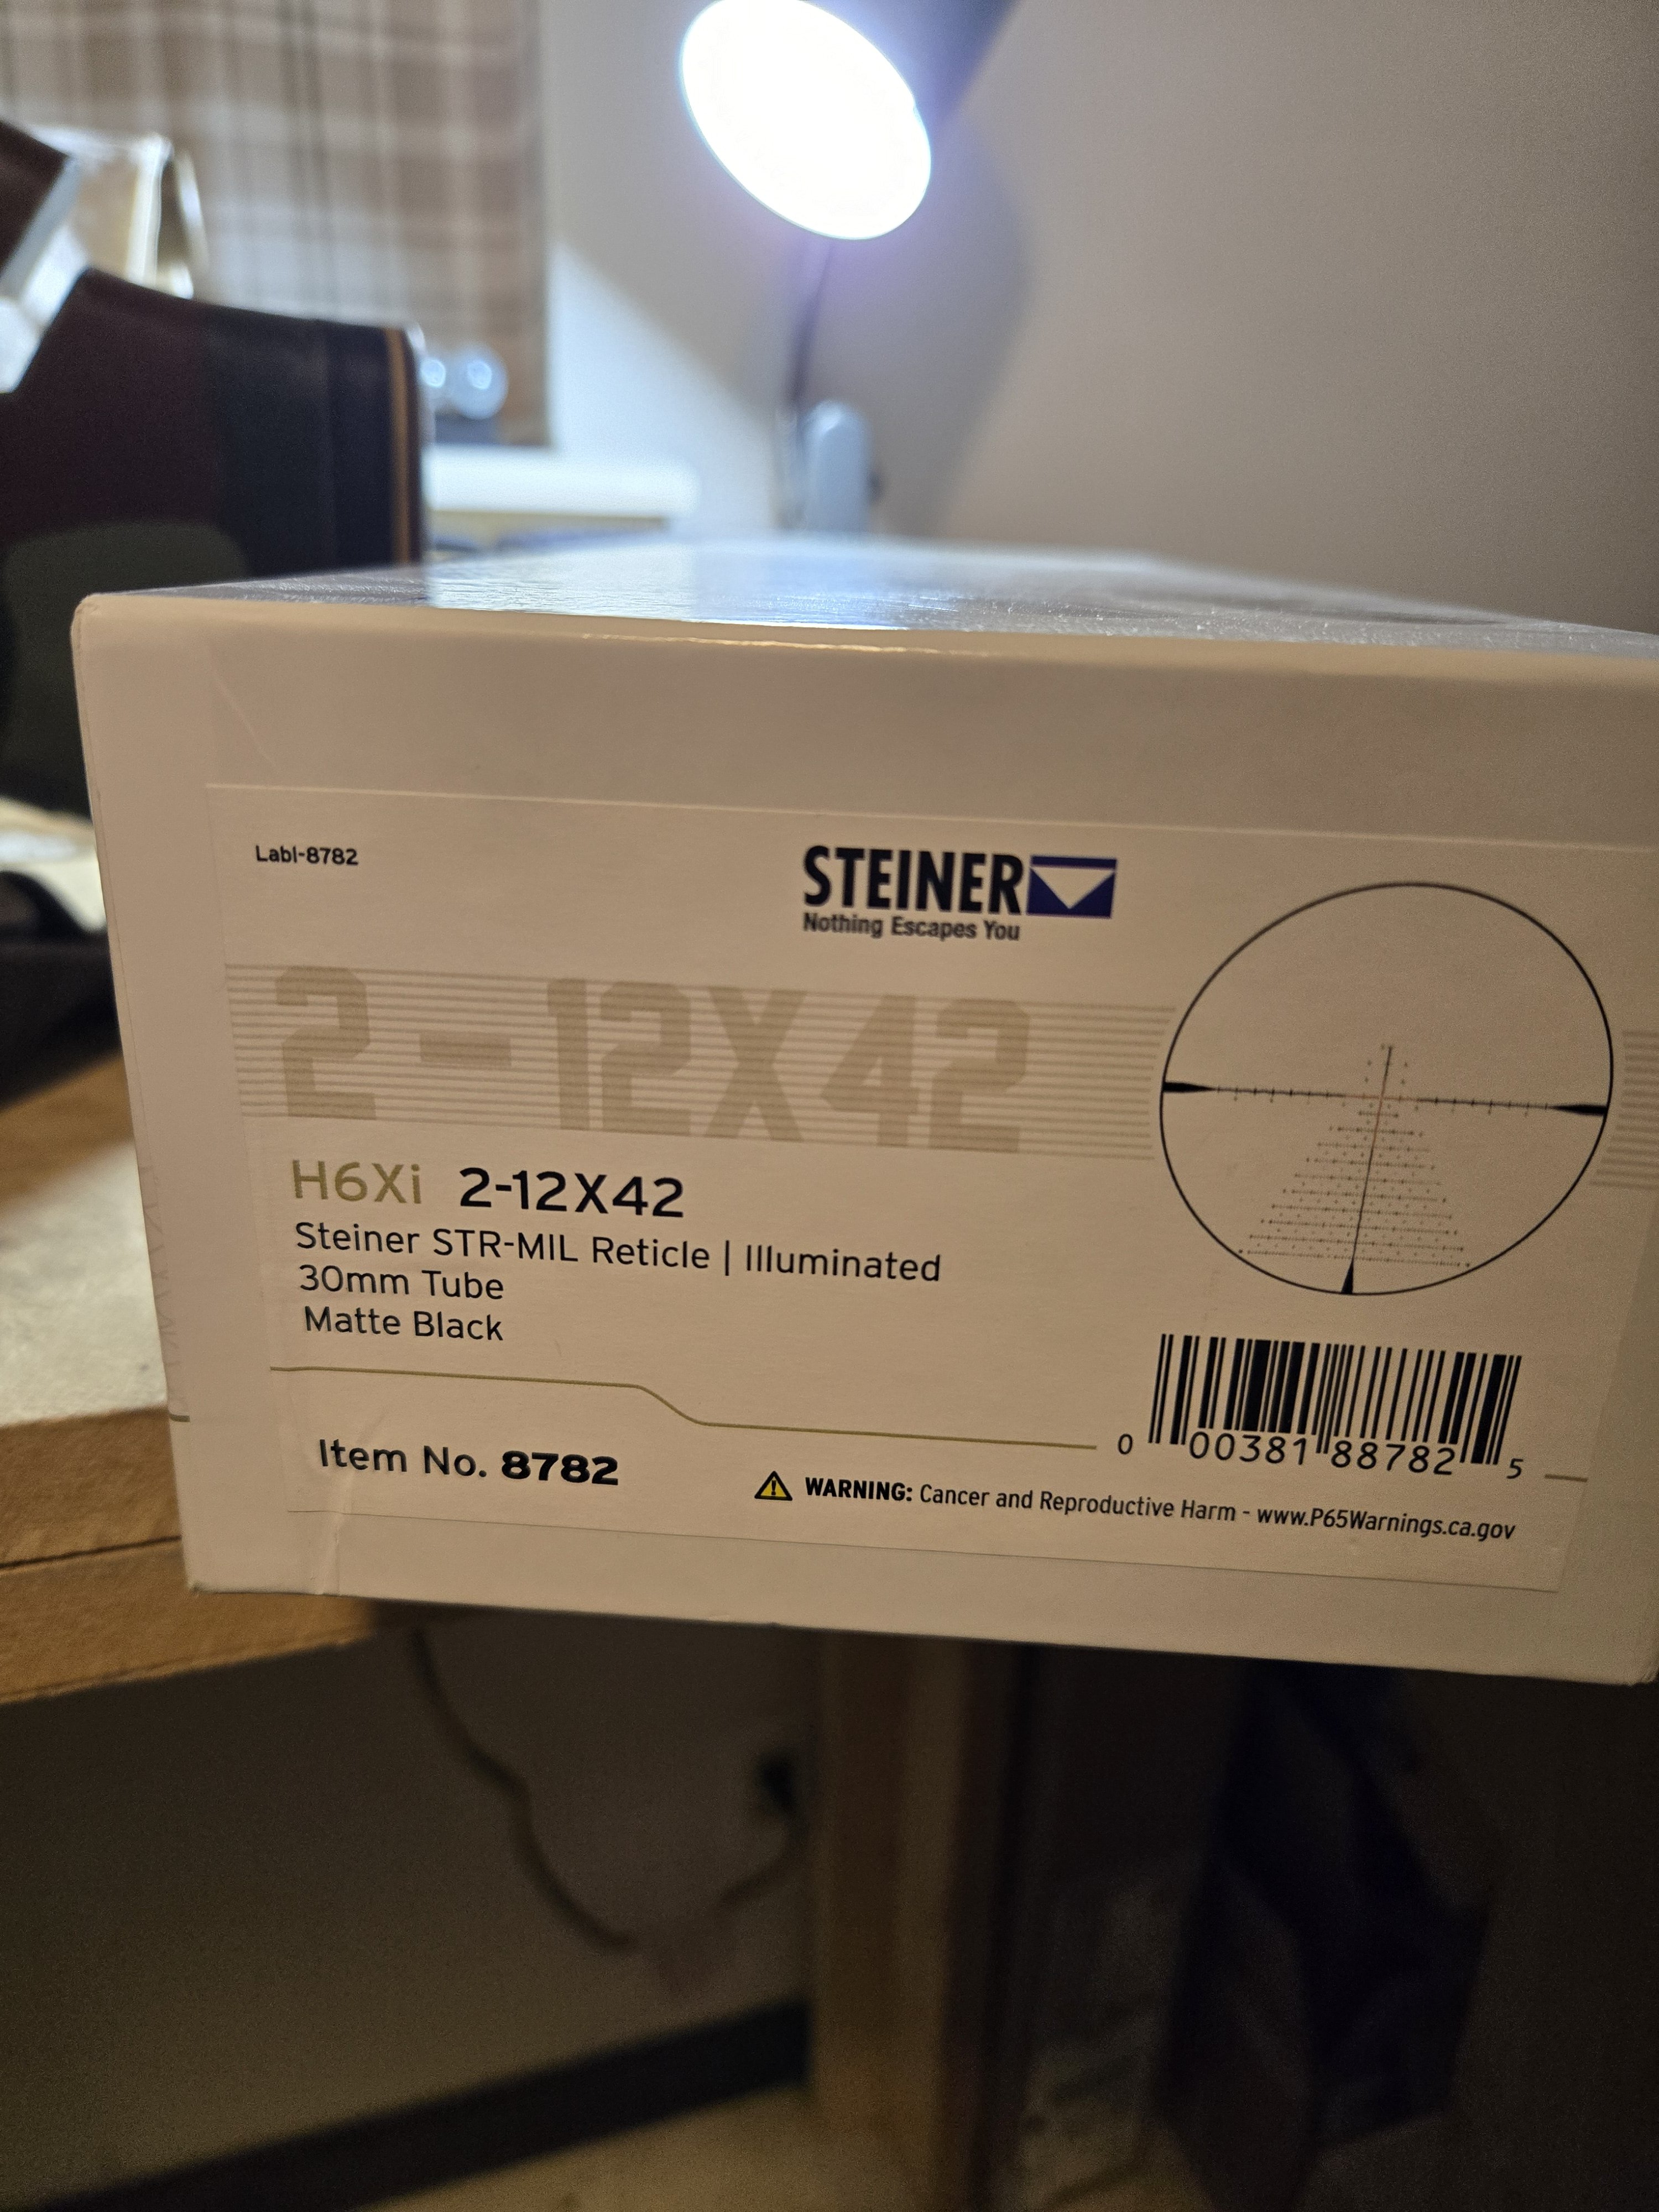 Labl-8782
STEINER
Nothing Escapes You
2-12X42
H6Xi 2-12X42
Steiner STR-MIL Reticle | Illuminated
30mm Tube
Matte Black
0 00381 88782 5
Item No. 8782
WARNING: Cancer and Reproductive Harm - www.P65Warnings.ca.gov